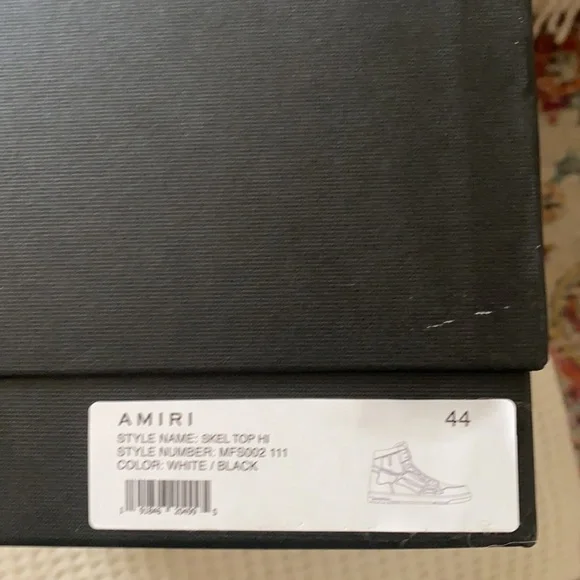 AMIRI 44
STYLE NAME: SKEL TOP HI
STYLE NUMBER: MFS002 111
COLOR: WHITE / BLACK